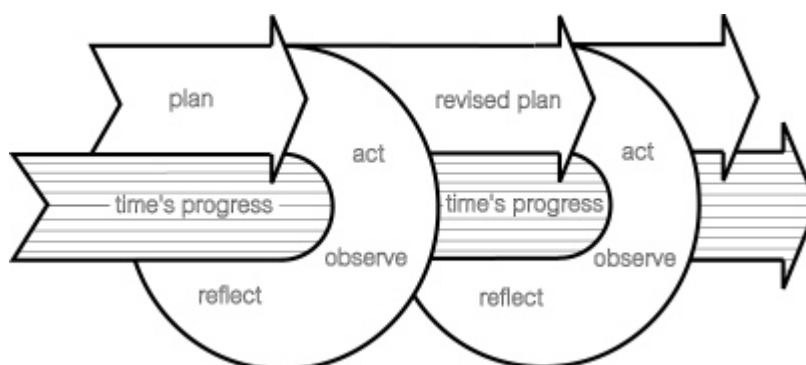 plan
revised plan
act
act
time's progress
time's progress
observe
observe
reflect
reflect